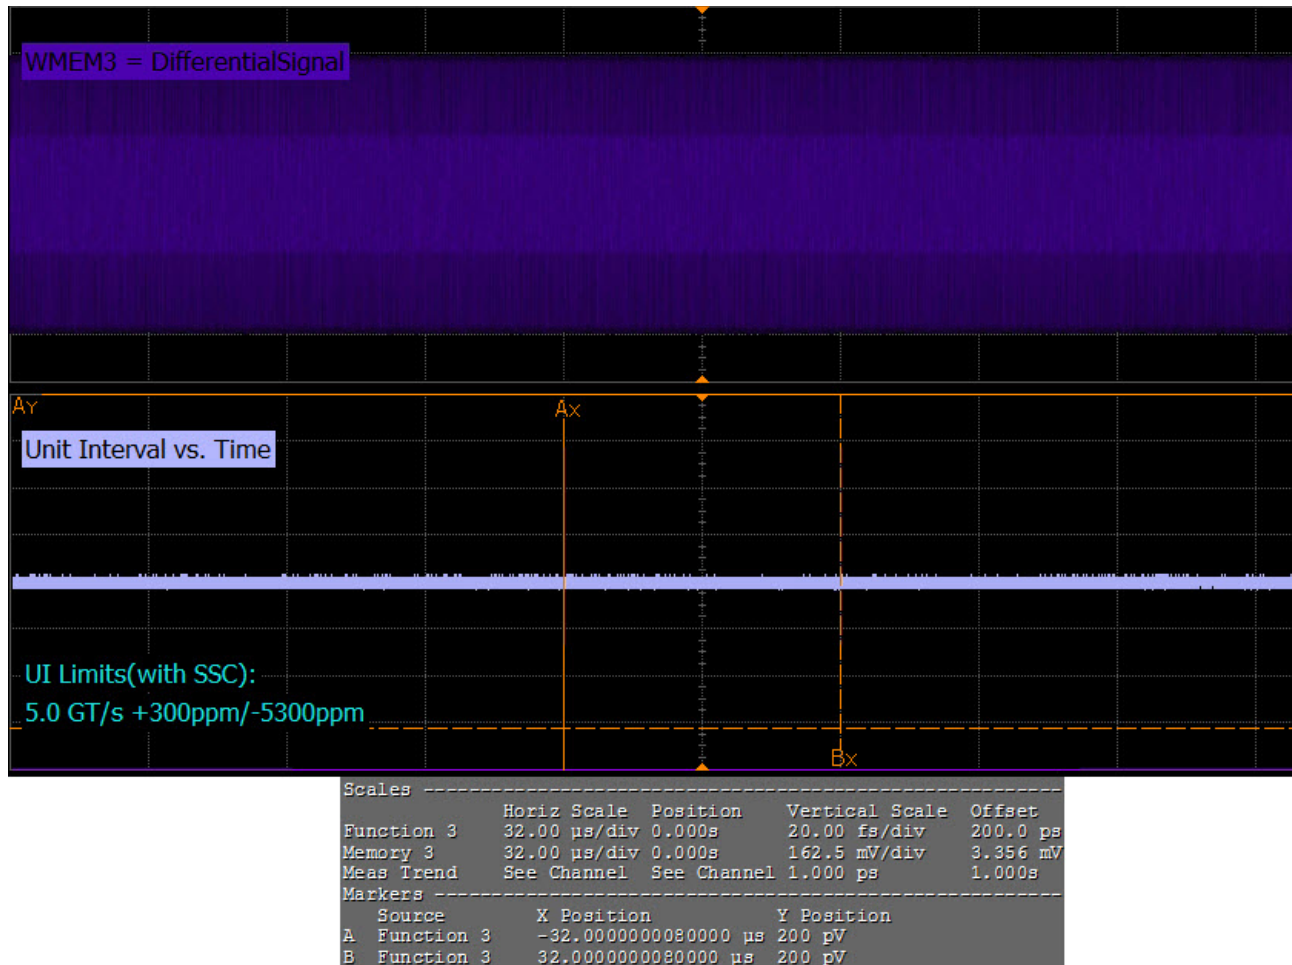 WMEM3 = DifferentialSignal
AY
Ax
Unit Interval vs. Time
UI Limits(with SSC):
5.0 GT/s +300ppm/-5300ppm
Bx
Scales
Horiz Scale Position Vertical Scale Offset
Function 3 32.00 µs/div 0.000s 20.00 fs/div 200.0 ps
Memory 3 32.00 µs/div 0.000s 162.5 mV/div 3.356 mV
Meas Trend See Channel See Channel 1.000 ps 1.000s
Markers
Source X Position Y Position
A Function 3 -32.0000000080000 µs 200 pV
B Function 3 32.0000000080000 µs 200 pV